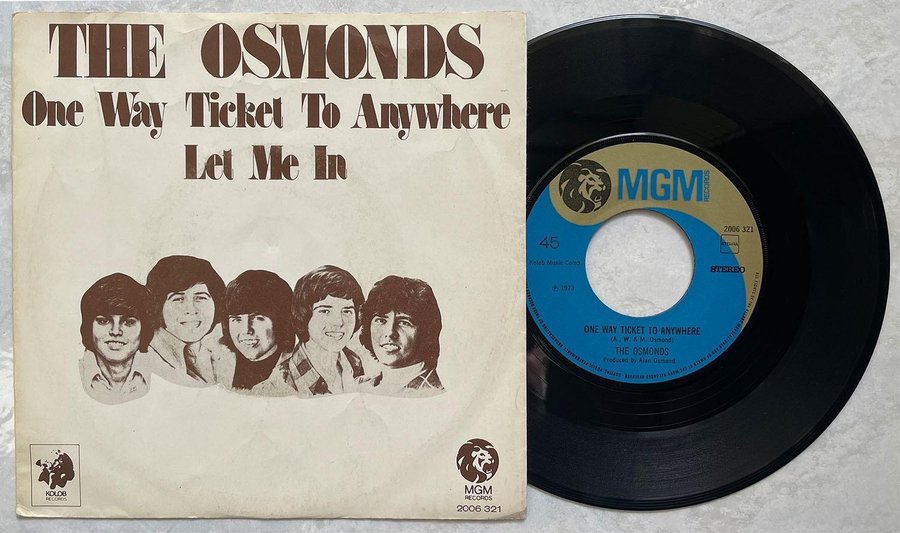 THE OSMONDS
One Way Ticket To Anywhere
Let Me In
KOLOB
RECORDS
MGM
RECORDS
2006 321
MGM RECORDS
2006 321
45
STEMRA
Kolob Music Corp.
STEREO
℗ 1973
ONE WAY TICKET TO ANYWHERE
(A., W. & M. Osmond)
THE OSMONDS
Produced by Alan Osmond